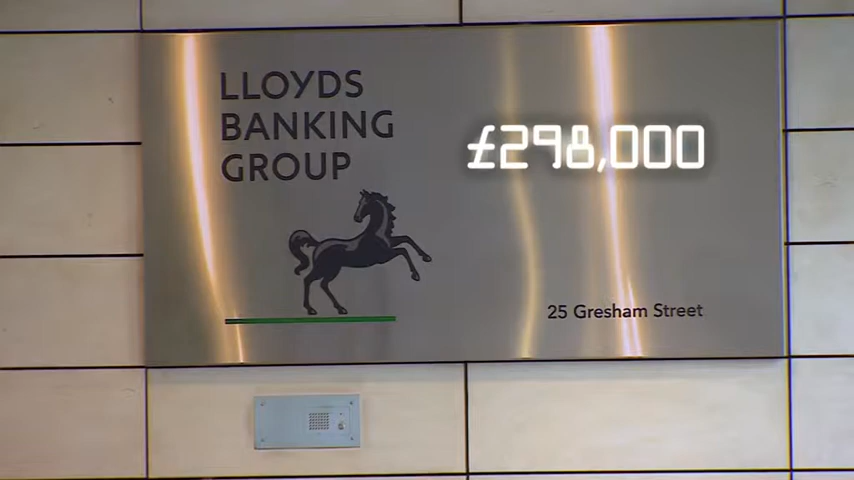 LLOYDS
BANKING
GROUP
£298,000
25 Gresham Street